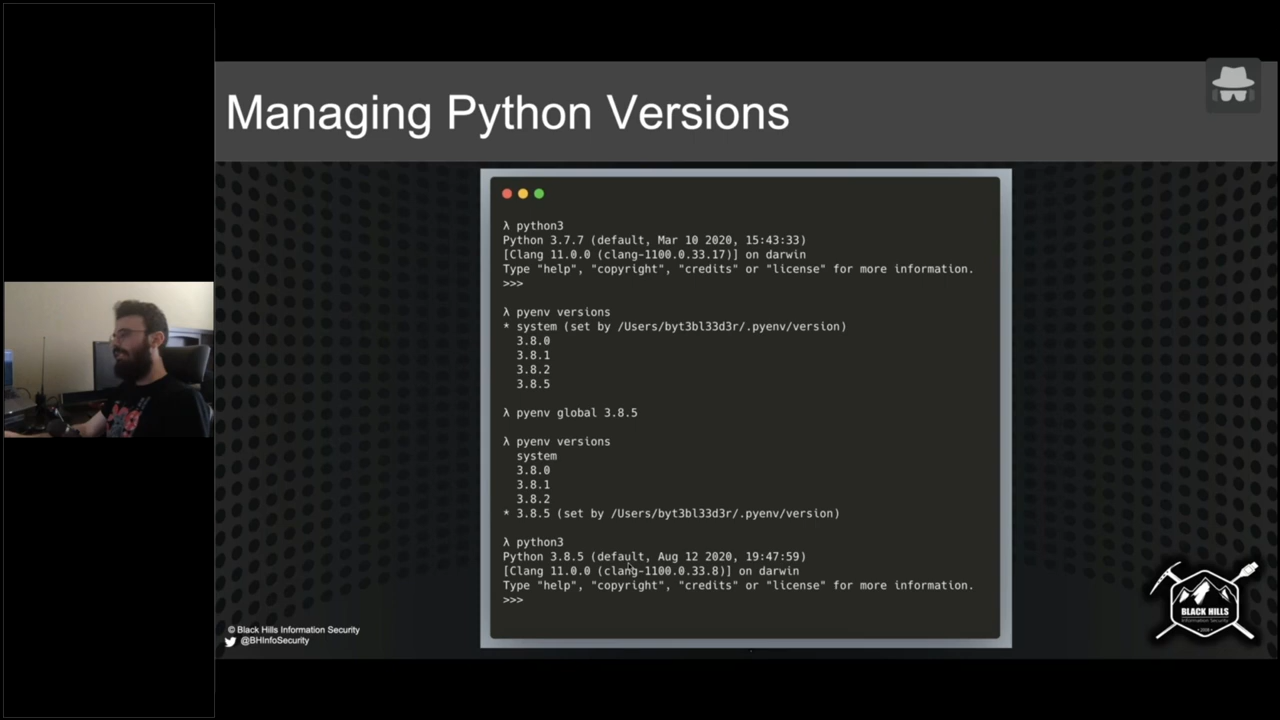 Managing Python Versions
λ python3
Python 3.7.7 (default, Mar 10 2020, 15:43:33)
[Clang 11.0.0 (clang-1100.0.33.17)] on darwin
Type "help", "copyright", "credits" or "license" for more information.
>>>
λ pyenv versions
* system (set by /Users/byt3bl33d3r/.pyenv/version)
3.8.0
3.8.1
3.8.2
3.8.5
λ pyenv global 3.8.5
λ pyenv versions
system
3.8.0
3.8.1
3.8.2
* 3.8.5 (set by /Users/byt3bl33d3r/.pyenv/version)
λ python3
Python 3.8.5 (default, Aug 12 2020, 19:47:59)
[Clang 11.0.0 (clang-1100.0.33.8)] on darwin
Type "help", "copyright", "credits" or "license" for more information.
>>>
© Black Hills Information Security
@BHInfoSecurity
BLACK HILLS
Information Security